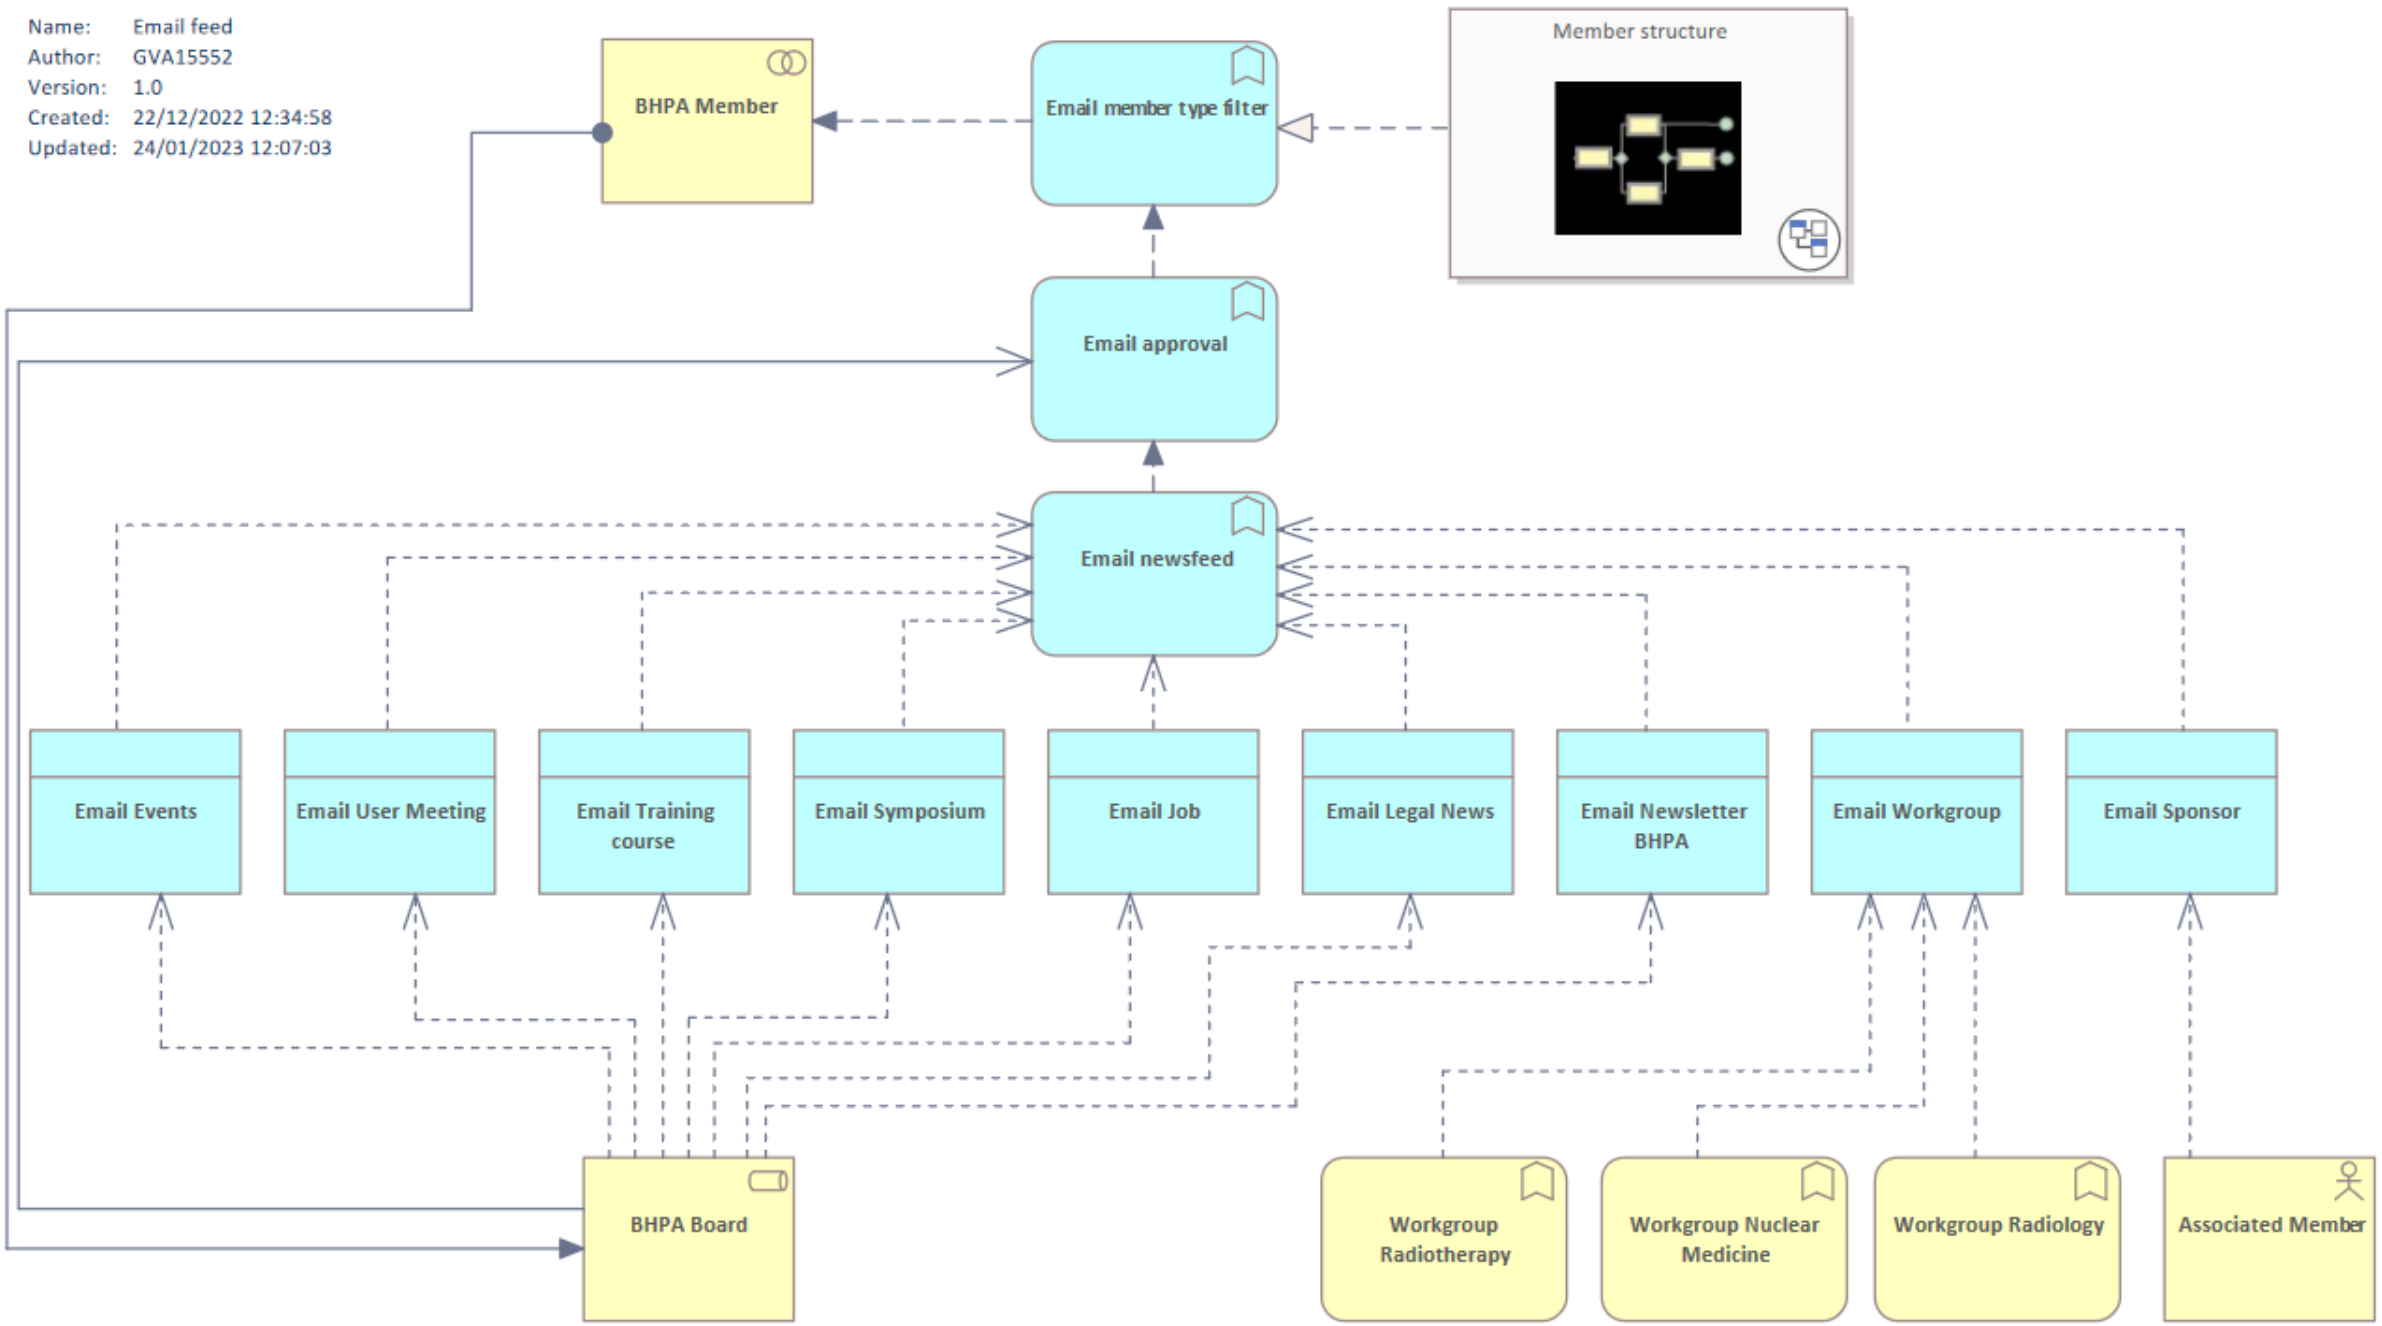 Name: Email feed
Author: GVA15552
Version: 1.0
Created: 22/12/2022 12:34:58
Updated: 24/01/2023 12:07:03
BHPA Member
Email member type filter
Member structure
Email approval
Email newsfeed
Email Events
Email User Meeting
Email Training
course
Email Symposium
Email Job
Email Legal News
Email Newsletter
BHPA
Email Workgroup
Email Sponsor
BHPA Board
Workgroup
Radiotherapy
Workgroup Nuclear
Medicine
Workgroup Radiology
Associated Member